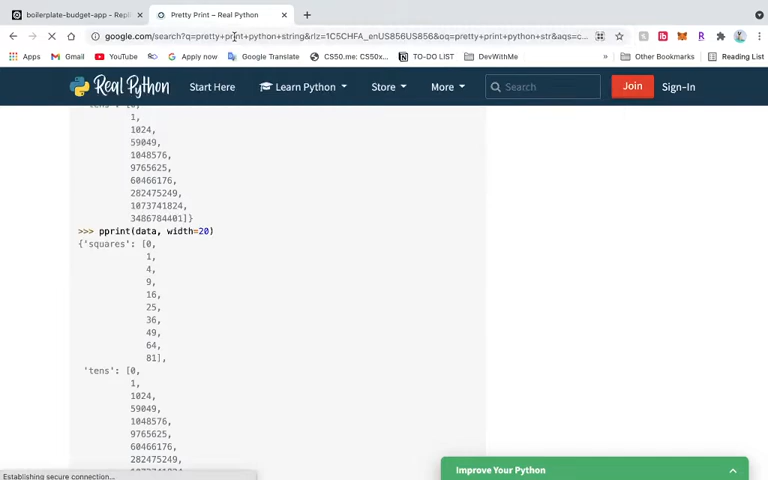 boilerplate-budget-app - Repl
Pretty Print – Real Python
google.com/search?q=pretty+print+python+string&rlz=1C5CHFA_enUS856US856&oq=pretty+print+python+str&aqs=c...
Apps
Gmail
YouTube
Apply now
Google Translate
CS50.me: CS50x...
TO-DO LIST
DevWithMe
»
Other Bookmarks
Reading List
Real Python
Start Here
Learn Python
Store
More
Search
Join
Sign-In
'tens': [0,
1,
1024,
59049,
1048576,
9765625,
60466176,
282475249,
1073741824,
3486784401]}
>>> pprint(data, width=20)
{'squares': [0,
1,
4,
9,
16,
25,
36,
49,
64,
81],
'tens': [0,
1,
1024,
59049,
1048576,
9765625,
60466176,
282475249,
1073741824,
Improve Your Python
Establishing secure connection...